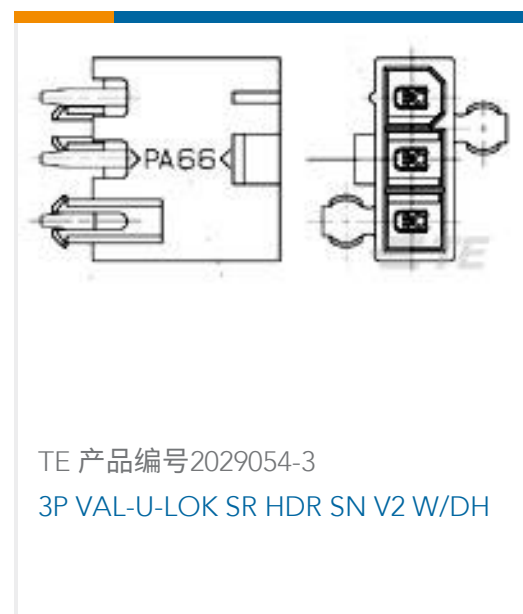 >PA66<
TE
TE 产品编号2029054-3
3P VAL-U-LOK SR HDR SN V2 W/DH